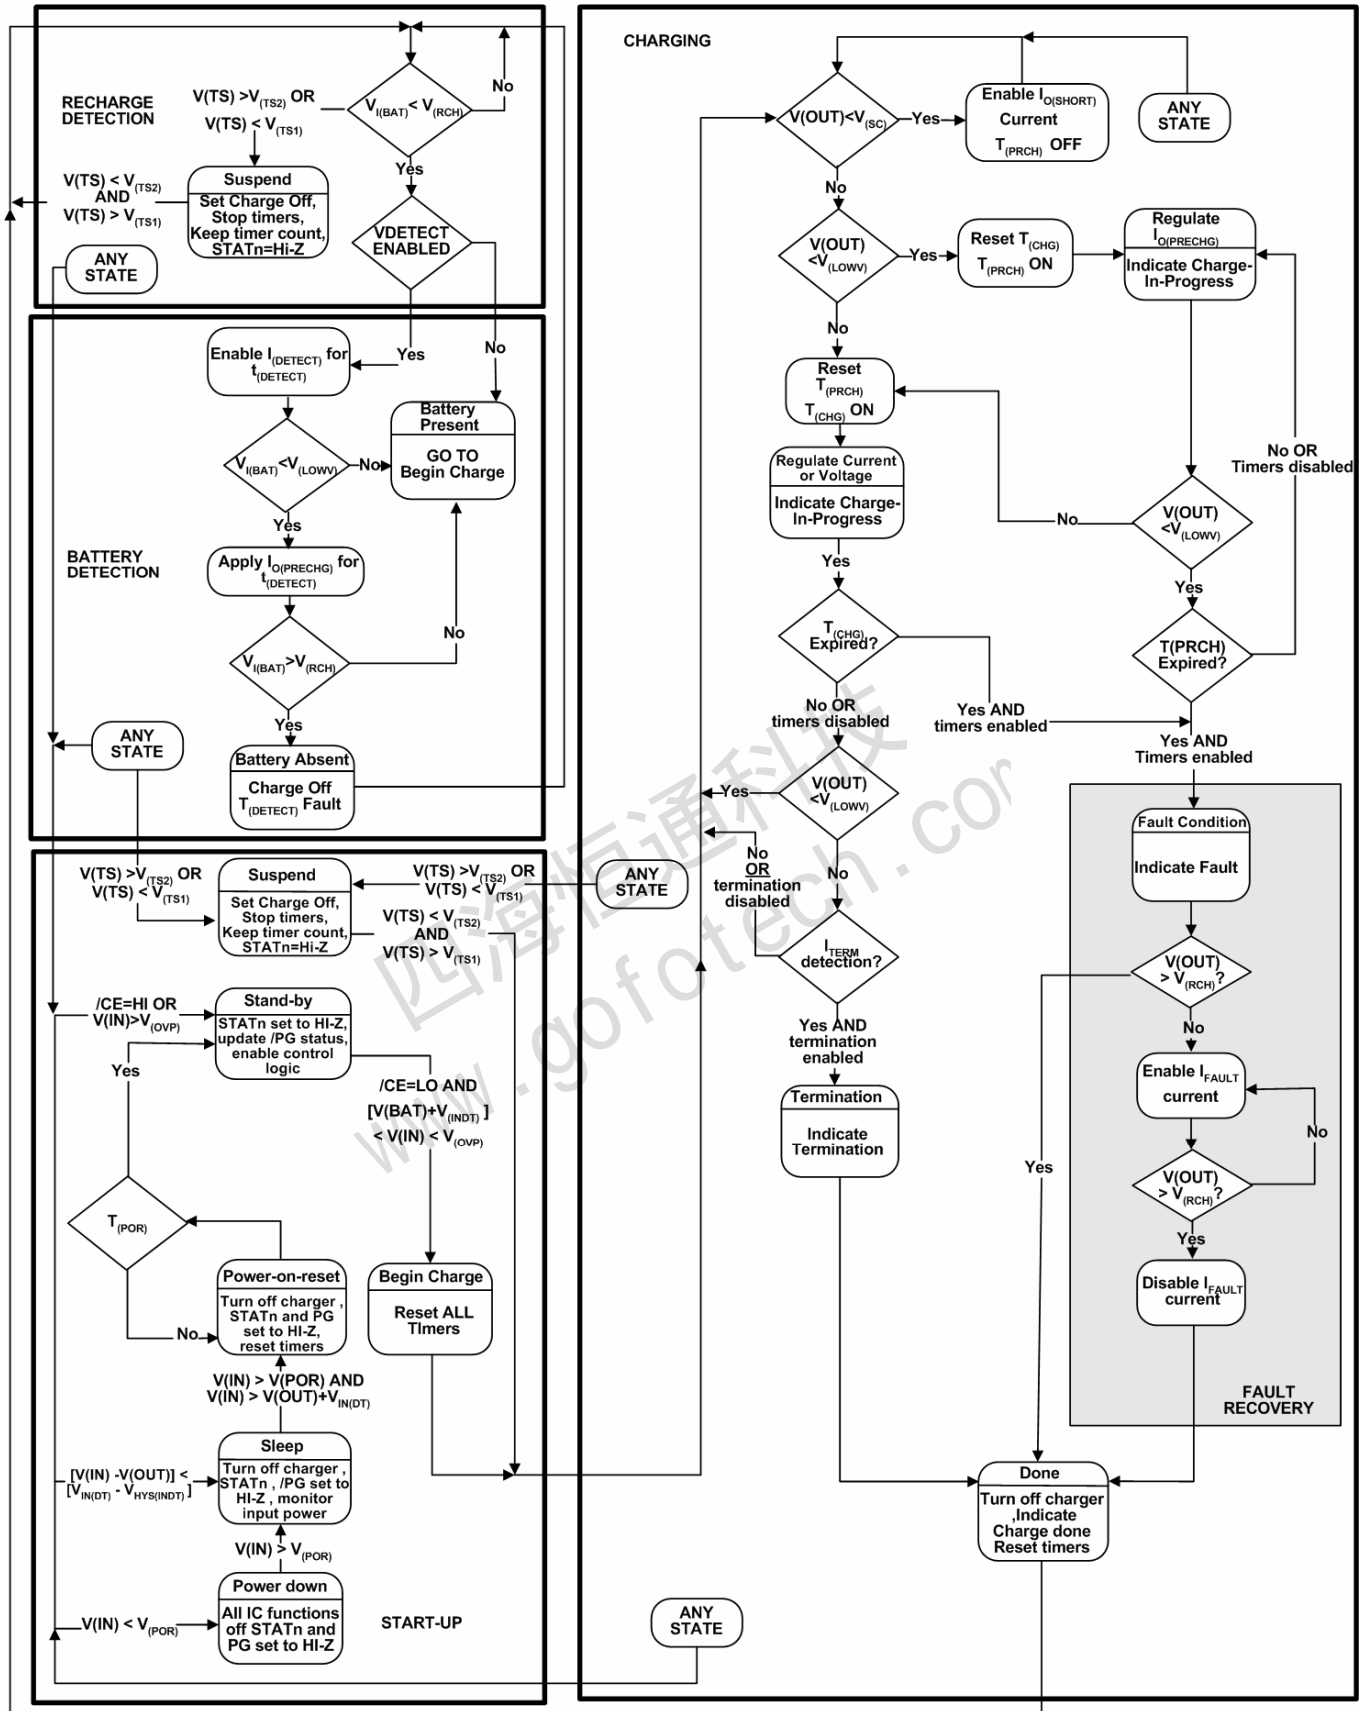 RECHARGE
DETECTION
V(TS) >V(TS2) OR
V(TS) < V(TS1)
VI(BAT)< V(RCH)
No
Yes
V(TS) < V(TS2)
AND
V(TS) > V(TS1)
Suspend
Set Charge Off,
Stop timers,
Keep timer count,
STATn=Hi-Z
VDETECT
ENABLED
ANY
STATE
BATTERY
DETECTION
Enable I(DETECT) for
t(DETECT)
Yes
No
Battery
Present
GO TO
Begin Charge
VI(BAT)<V(LOWV)
No
Yes
Apply IO(PRECHG) for
t(DETECT)
No
VI(BAT)>V(RCH)
Yes
ANY
STATE
Battery Absent
Charge Off
T(DETECT) Fault
V(TS) >V(TS2) OR
V(TS) < V(TS1)
Suspend
Set Charge Off,
Stop timers,
Keep timer count,
STATn=Hi-Z
V(TS) >V(TS2) OR
V(TS) < V(TS1)
V(TS) < V(TS2)
AND
V(TS) > V(TS1)
ANY
STATE
/CE=HI OR
V(IN)>V(OVP)
Stand-by
STATn set to HI-Z,
update /PG status,
enable control
logic
Yes
/CE=LO AND
[V(BAT)+V(INDT) ]
< V(IN) < V(OVP)
T(POR)
No
Power-on-reset
Turn off charger ,
STATn and PG
set to HI-Z,
reset timers
Begin Charge
Reset ALL
TImers
V(IN) > V(POR) AND
V(IN) > V(OUT)+VIN(DT)
[V(IN) -V(OUT)] <
[VIN(DT) - VHYS(INDT) ]
Sleep
Turn off charger ,
STATn , /PG set to
HI-Z , monitor
input power
V(IN) > V(POR)
V(IN) < V(POR)
Power down
All IC functions
off STATn and
PG set to HI-Z
START-UP
CHARGING
V(OUT)<V(SC)
Yes
Enable IO(SHORT)
Current
T(PRCH) OFF
ANY
STATE
No
V(OUT)
<V(LOWV)
Yes
Reset T(CHG)
T(PRCH) ON
Regulate
IO(PRECHG)
Indicate Charge-
In-Progress
No
Reset
T(PRCH)
T(CHG) ON
Regulate Current
or Voltage
Indicate Charge-
In-Progress
No OR
Timers disabled
No
V(OUT)
<V(LOWV)
Yes
Yes
T(CHG)
Expired?
T(PRCH)
Expired?
No OR
timers disabled
Yes AND
timers enabled
Yes AND
Timers enabled
Yes
V(OUT)
<V(LOWV)
No
OR
termination
disabled
No
ITERM
detection?
Yes AND
termination
enabled
Termination
Indicate
Termination
Fault Condition
Indicate Fault
V(OUT)
> V(RCH) ?
No
Enable IFAULT
current
No
Yes
V(OUT)
> V(RCH) ?
Yes
Disable IFAULT
current
FAULT
RECOVERY
Done
Turn off charger
,Indicate
Charge done
Reset timers
ANY
STATE
四海恒通科技
www.gofotech.com